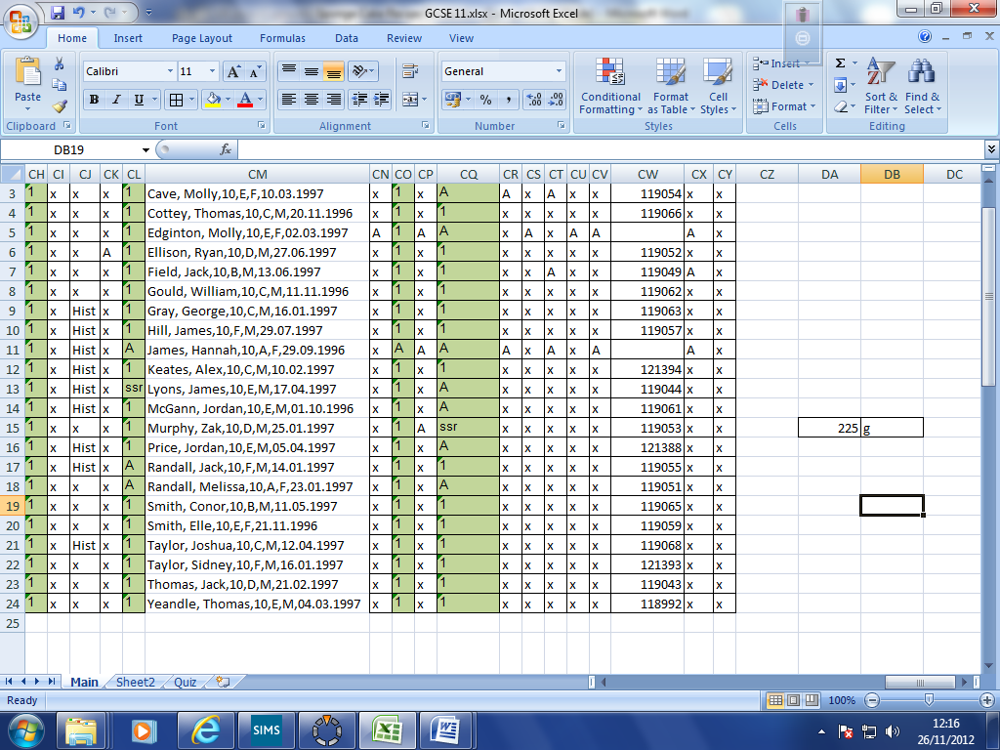 GCSE 11.xlsx - Microsoft Excel
Home Insert Page Layout Formulas Data Review View
Paste Calibri 11 General Conditional Formatting Format as Table Cell Styles Insert Delete Format Sort & Filter Find & Select
B I U % ,
Clipboard Font Alignment Number Styles Cells Editing
DB19 fx
CH CI CJ CK CL CM CN CO CP CQ CR CS CT CU CV CW CX CY CZ DA DB DC
3 1 x x x 1 Cave, Molly,10,E,F,10.03.1997 x 1 x A A x A x x 119054 x x
4 1 x x x 1 Cottey, Thomas,10,C,M,20.11.1996 x 1 x 1 x x x x x 119066 x x
5 1 x x x 1 Edginton, Molly,10,E,F,02.03.1997 A 1 A A x A x A A A x
6 1 x x A 1 Ellison, Ryan,10,D,M,27.06.1997 x 1 x 1 x x x x x 119052 x x
7 1 x x x 1 Field, Jack,10,B,M,13.06.1997 x 1 x 1 x x A x x 119049 A x
8 1 x x x 1 Gould, William,10,C,M,11.11.1996 x 1 x 1 x x x x x 119062 x x
9 1 x Hist x 1 Gray, George,10,C,M,16.01.1997 x 1 x 1 x x x x x 119063 x x
10 1 x Hist x 1 Hill, James,10,F,M,29.07.1997 x 1 x 1 x x x x x 119057 x x
11 1 x Hist x A James, Hannah,10,A,F,29.09.1996 x A A A A x A x A A x
12 1 x Hist x 1 Keates, Alex,10,C,M,10.02.1997 x 1 x 1 x x x x x 121394 x x
13 1 x Hist x ssr Lyons, James,10,E,M,17.04.1997 x 1 x A x x x x x 119044 x x
14 1 x Hist x 1 McGann, Jordan,10,E,M,01.10.1996 x 1 x A x x x x x 119061 x x
15 1 x x x 1 Murphy, Zak,10,D,M,25.01.1997 x 1 A ssr x x x x x 119053 x x 225 g
16 1 x Hist x 1 Price, Jordan,10,E,M,05.04.1997 x 1 x A x x x x x 121388 x x
17 1 x Hist x A Randall, Jack,10,F,M,14.01.1997 x 1 x 1 x x x x x 119055 x x
18 1 x x x A Randall, Melissa,10,A,F,23.01.1997 x 1 x A x x x x x 119051 x x
19 1 x x x 1 Smith, Conor,10,B,M,11.05.1997 x 1 x 1 x x x x x 119065 x x
20 1 x x x 1 Smith, Elle,10,E,F,21.11.1996 x 1 x 1 x x x x x 119059 x x
21 1 x Hist x 1 Taylor, Joshua,10,C,M,12.04.1997 x 1 x 1 x x x x x 119068 x x
22 1 x x x 1 Taylor, Sidney,10,F,M,16.01.1997 x 1 x 1 x x x x x 121393 x x
23 1 x x x 1 Thomas, Jack,10,D,M,21.02.1997 x 1 x 1 x x x x x 119043 x x
24 1 x x x 1 Yeandle, Thomas,10,E,M,04.03.1997 x 1 x 1 x x x x x 118992 x x
25
Main Sheet2 Quiz
Ready 100%
SIMS 12:16
26/11/2012